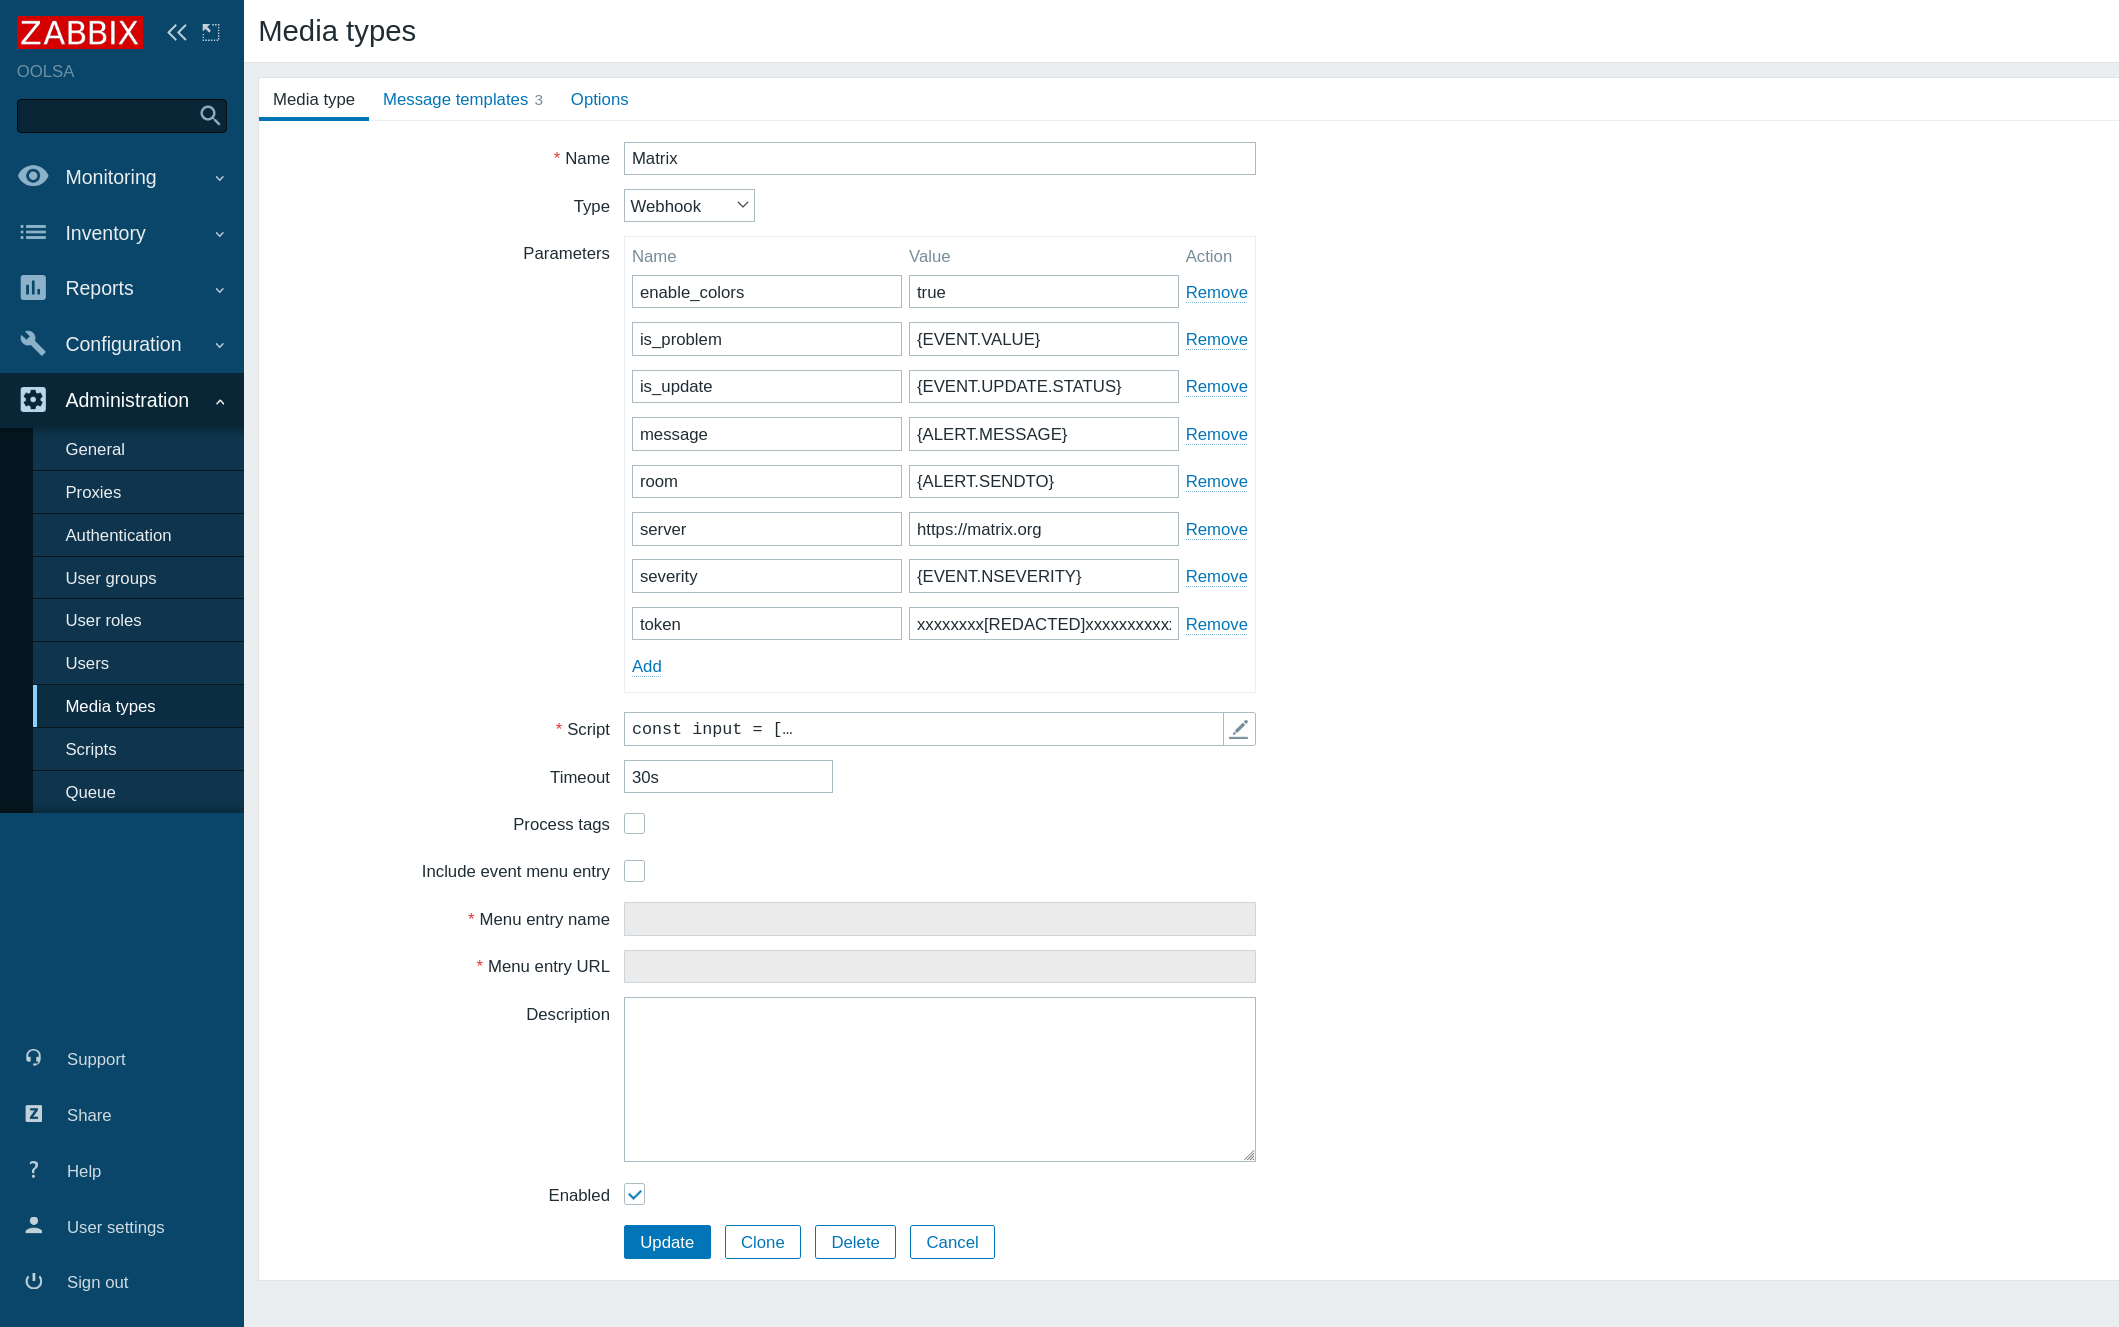 ZABBIX
OOLSA
Monitoring
Inventory
Reports
Configuration
Administration
General
Proxies
Authentication
User groups
User roles
Users
Media types
Scripts
Queue
Support
Share
Help
User settings
Sign out
Media types
Media type Message templates 3 Options
* Name Matrix
Type Webhook
Parameters Name Value Action
enable_colors true Remove
is_problem {EVENT.VALUE} Remove
is_update {EVENT.UPDATE.STATUS} Remove
message {ALERT.MESSAGE} Remove
room {ALERT.SENDTO} Remove
server https://matrix.org Remove
severity {EVENT.NSEVERITY} Remove
token xxxxxxxx[REDACTED]xxxxxxxxxxx Remove
Add
* Script const input = […
Timeout 30s
Process tags
Include event menu entry
* Menu entry name
* Menu entry URL
Description
Enabled
Update Clone Delete Cancel